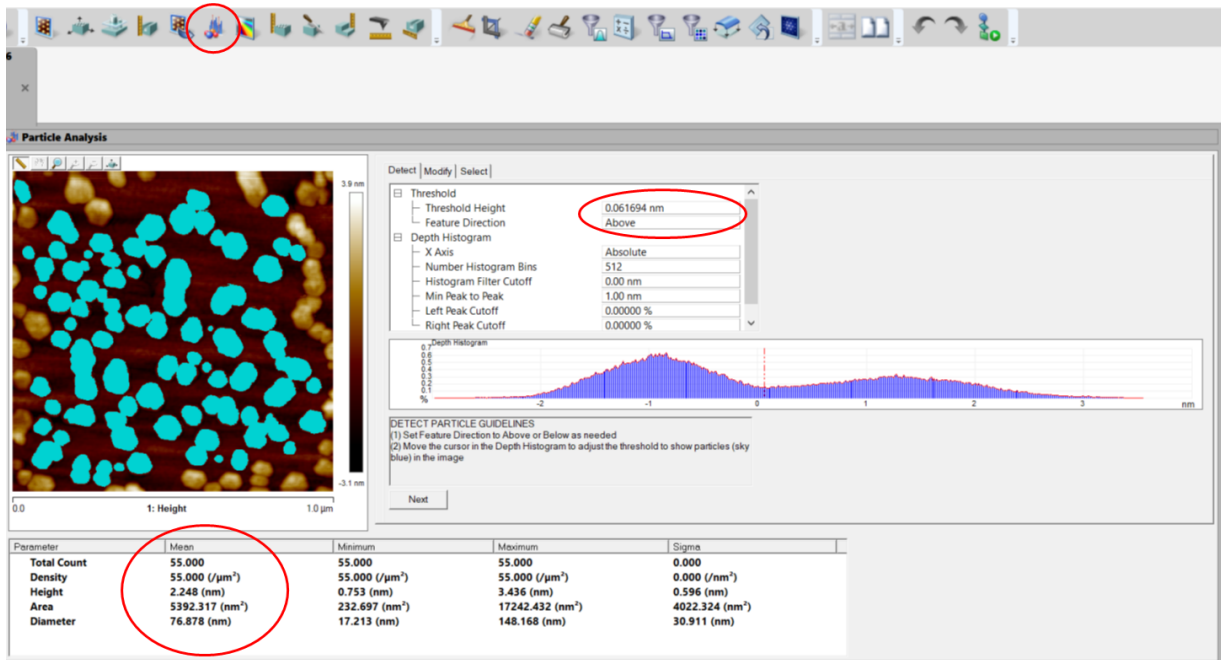 6
Particle Analysis
Detect Modify Select
3.9 nm
-3.1 nm
0.0 1: Height 1.0 µm
Threshold
Threshold Height 0.061694 nm
Feature Direction Above
Depth Histogram
X Axis Absolute
Number Histogram Bins 512
Histogram Filter Cutoff 0.00 nm
Min Peak to Peak 1.00 nm
Left Peak Cutoff 0.00000 %
Right Peak Cutoff 0.00000 %
Depth Histogram
0.7
0.6
0.5
0.4
0.3
0.2
0.1
%
-2 -1 0 1 2 3 nm
DETECT PARTICLE GUIDELINES
(1) Set Feature Direction to Above or Below as needed
(2) Move the cursor in the Depth Histogram to adjust the threshold to show particles (sky
blue) in the image
Next
Parameter Mean Minimum Maximum Sigma
Total Count 55.000 55.000 55.000 0.000
Density 55.000 (/µm²) 55.000 (/µm²) 55.000 (/µm²) 0.000 (/nm²)
Height 2.248 (nm) 0.753 (nm) 3.436 (nm) 0.596 (nm)
Area 5392.317 (nm²) 232.697 (nm²) 17242.432 (nm²) 4022.324 (nm²)
Diameter 76.878 (nm) 17.213 (nm) 148.168 (nm) 30.911 (nm)